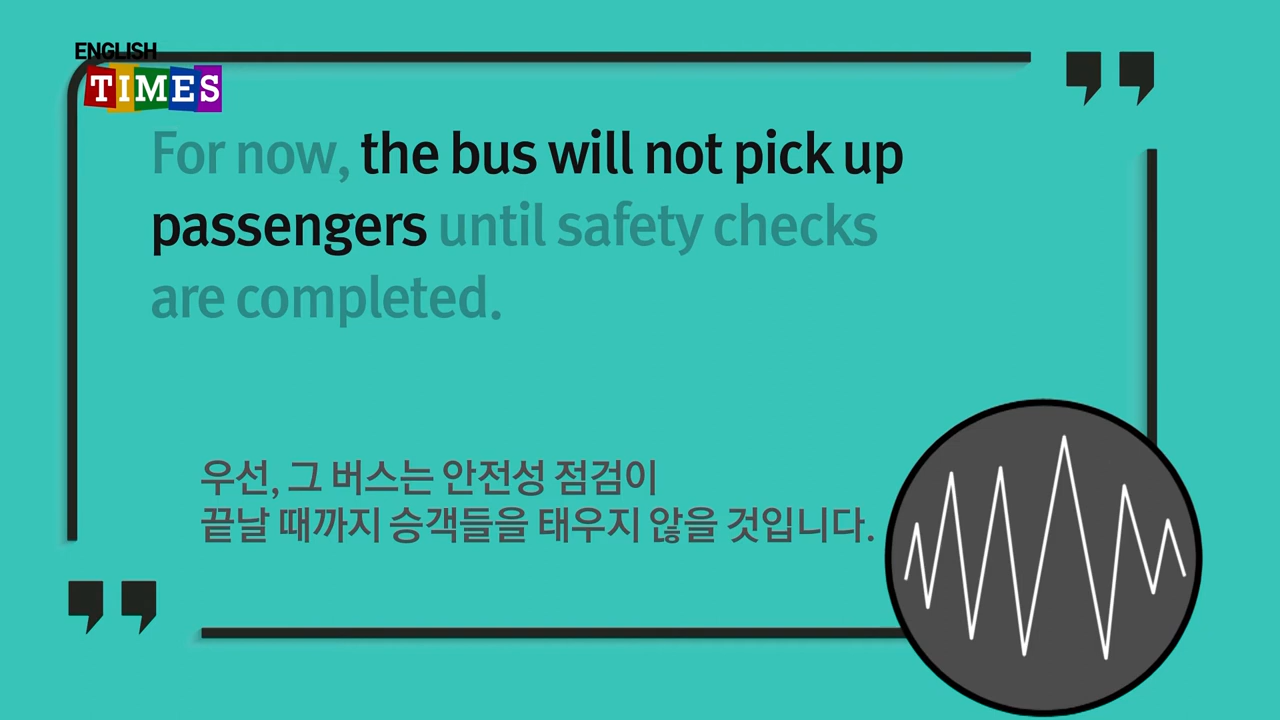 ENGLISH
TIMES
For now, the bus will not pick up
passengers until safety checks
are completed.
우선, 그 버스는 안전성 점검이
끝날 때까지 승객들을 태우지 않을 것입니다.